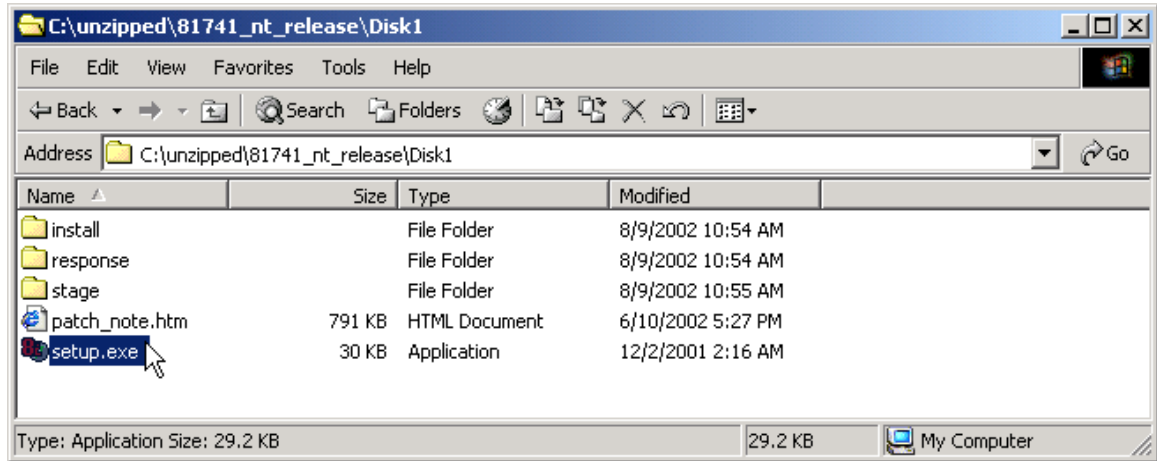 C:\unzipped\81741_nt_release\Disk1
File Edit View Favorites Tools Help
Back Search Folders
Address C:\unzipped\81741_nt_release\Disk1 Go
Name Size Type Modified
install File Folder 8/9/2002 10:54 AM
response File Folder 8/9/2002 10:54 AM
stage File Folder 8/9/2002 10:55 AM
patch_note.htm 791 KB HTML Document 6/10/2002 5:27 PM
setup.exe 30 KB Application 12/2/2001 2:16 AM
Type: Application Size: 29.2 KB 29.2 KB My Computer